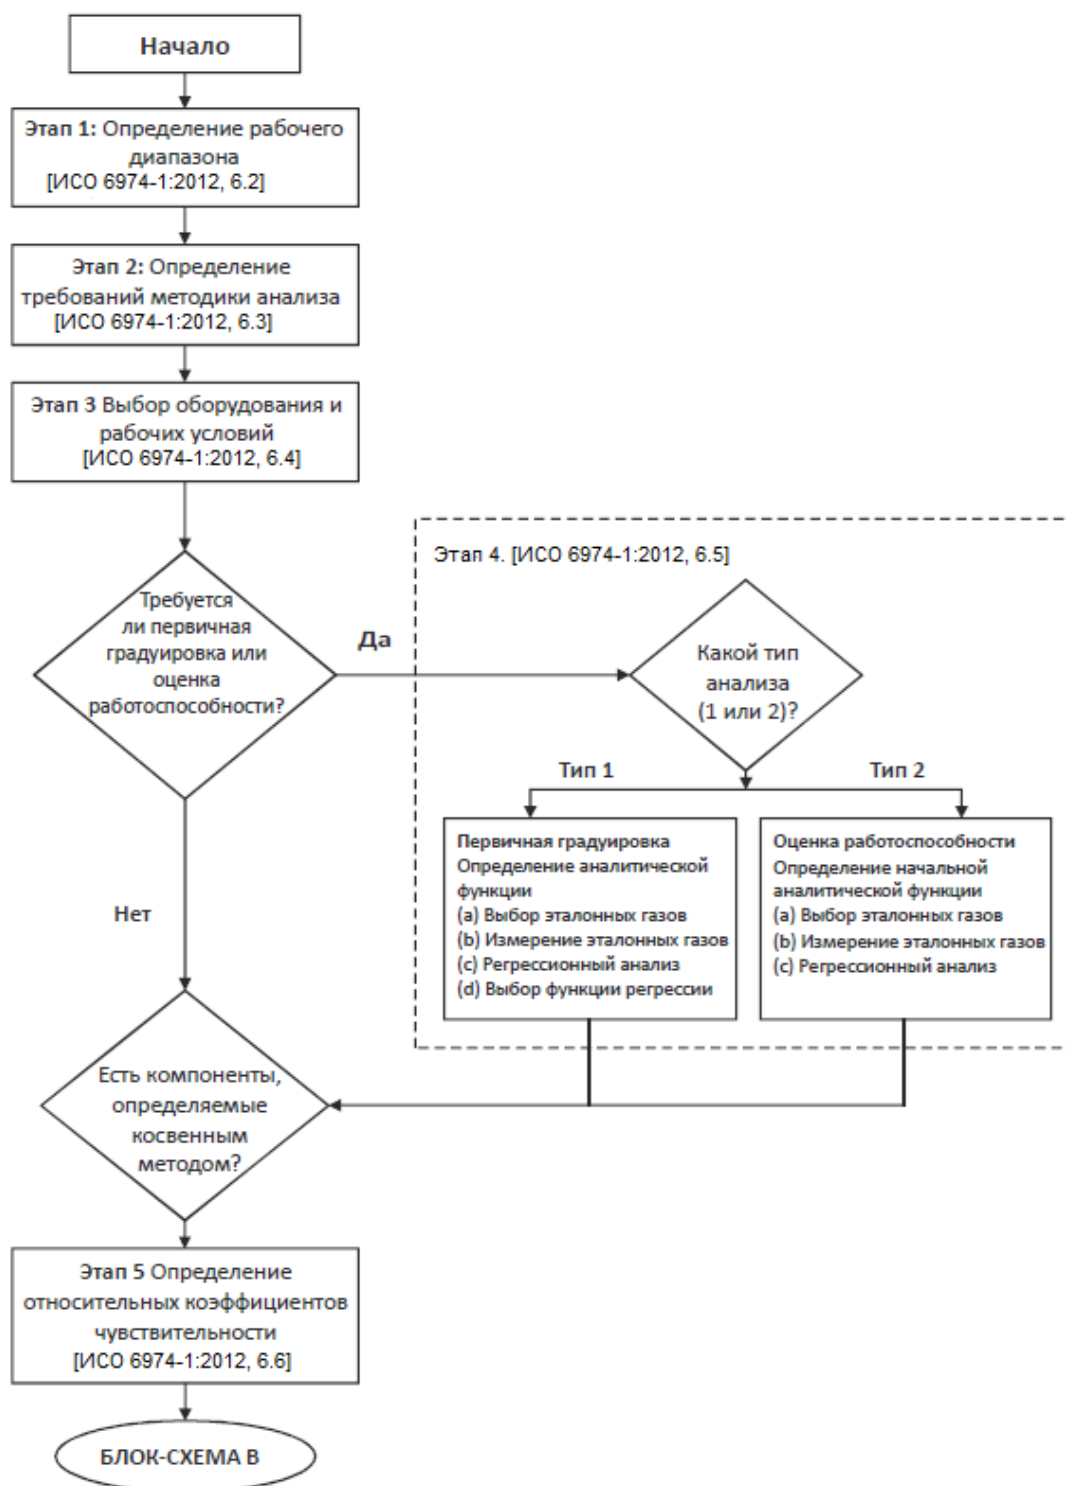 Начало
Этап 1: Определение рабочего
диапазона
[ИСО 6974-1:2012, 6.2]
Этап 2: Определение
требований методики анализа
[ИСО 6974-1:2012, 6.3]
Этап 3 Выбор оборудования и
рабочих условий
[ИСО 6974-1:2012, 6.4]
Требуется
ли первичная
градуировка или
оценка
работоспособности?
Да
Этап 4. [ИСО 6974-1:2012, 6.5]
Какой тип
анализа
(1 или 2)?
Тип 1
Тип 2
Первичная градуировка
Определение аналитической
функции
(a) Выбор эталонных газов
(b) Измерение эталонных газов
(c) Регрессионный анализ
(d) Выбор функции регрессии
Оценка работоспособности
Определение начальной
аналитической функции
(a) Выбор эталонных газов
(b) Измерение эталонных газов
(c) Регрессионный анализ
Нет
Есть компоненты,
определяемые
косвенным
методом?
Этап 5 Определение
относительных коэффициентов
чувствительности
[ИСО 6974-1:2012, 6.6]
БЛОК-СХЕМА В